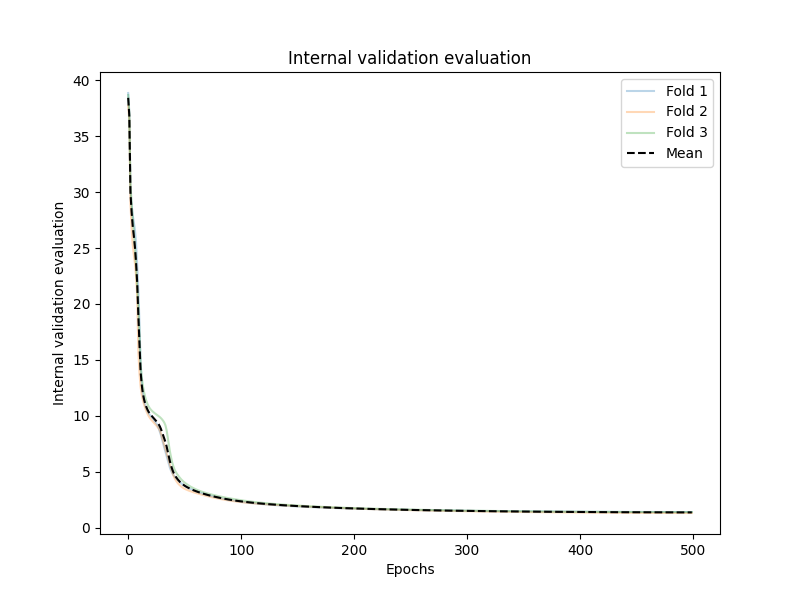 Internal validation evaluation
Internal validation evaluation
40
35
30
25
20
15
10
5
0
Fold 1
Fold 2
Fold 3
Mean
0 100 200 300 400 500
Epochs